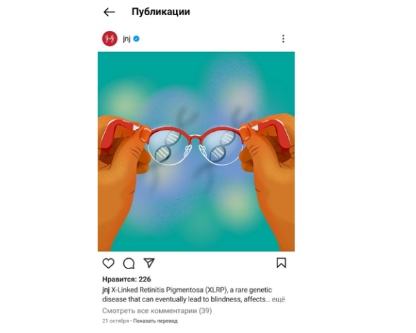 Публикации
jnj
Нравится: 226
jnj X-Linked Retinitis Pigmentosa (XLRP), a rare genetic
disease that can eventually lead to blindness, affects... ещё
Смотреть все комментарии (39)
21 октября · Показать перевод